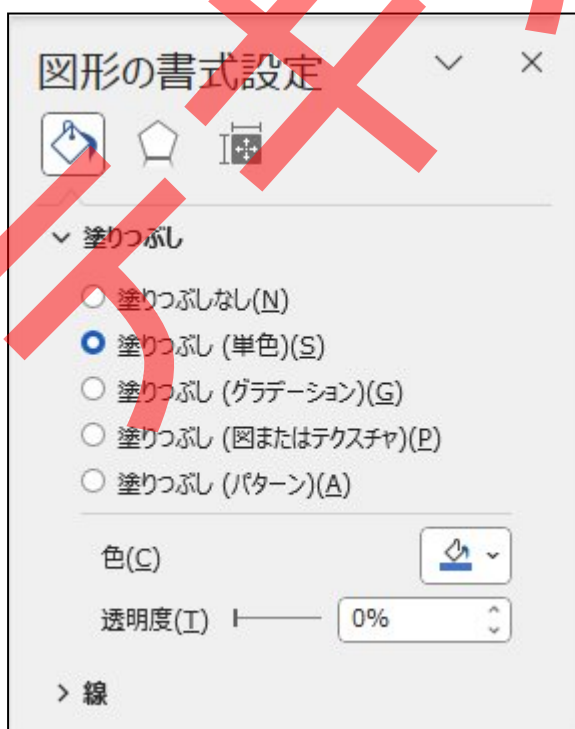 図形の書式設定
塗りつぶし
塗りつぶしなし(N)
塗りつぶし (単色)(S)
塗りつぶし (グラデーション)(G)
塗りつぶし (図またはテクスチャ)(P)
塗りつぶし (パターン)(A)
色(C)
透明度(T) 0%
線